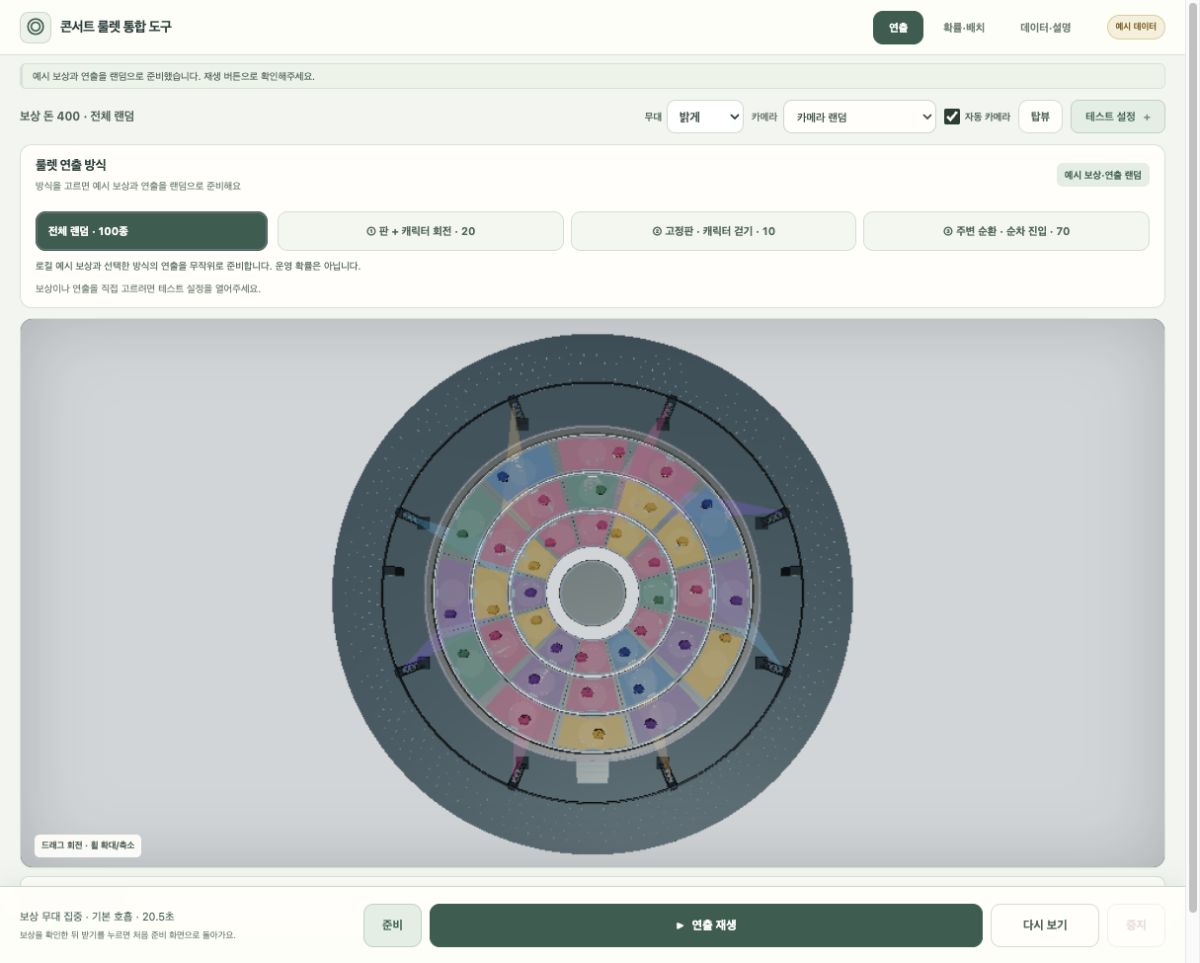 콘서트 룰렛 통합 도구
연출
확률·배치
데이터·설명
예시 데이터
예시 보상과 연출을 랜덤으로 준비했습니다. 재생 버튼으로 확인해주세요.
보상 돈 400 · 전체 랜덤
무대
밝게
카메라
카메라 랜덤
자동 카메라
탑뷰
테스트 설정 +
룰렛 연출 방식
방식을 고르면 예시 보상과 연출을 랜덤으로 준비해요
예시 보상·연출 랜덤
전체 랜덤 · 100종
① 판 + 캐릭터 회전 · 20
② 고정판 · 캐릭터 걷기 · 10
③ 주변 순환 · 순차 진입 · 70
로컬 예시 보상과 선택한 방식의 연출을 무작위로 준비합니다. 운영 확률은 아닙니다.
보상이나 연출을 직접 고르려면 테스트 설정을 열어주세요.
드래그 회전 · 휠 확대/축소
보상 무대 집중 · 기본 호흡 · 20.5초
보상을 확인한 뒤 받기를 누르면 처음 준비 화면으로 돌아가요.
준비
► 연출 재생
다시 보기
중지